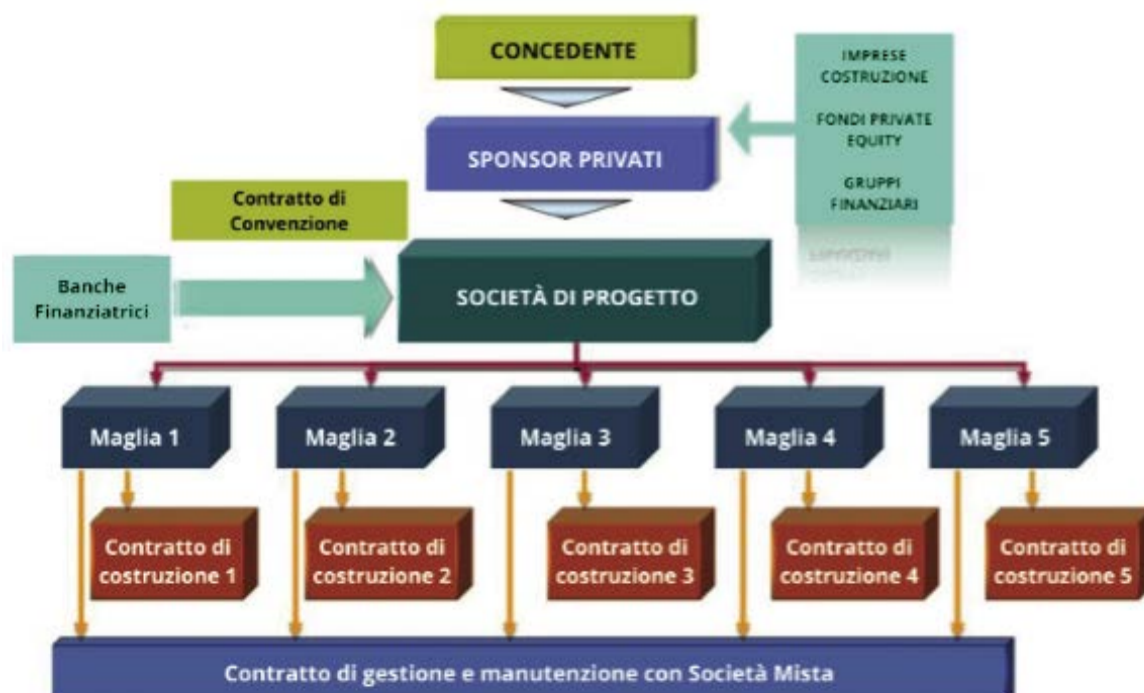 CONCEDENTE
IMPRESE
COSTRUZIONE
FONDI PRIVATE
EQUITY
GRUPPI
FINANZIARI
SPONSOR PRIVATI
Contratto di
Convenzione
Banche
Finanziatrici
SOCIETÀ DI PROGETTO
Maglia 1
Maglia 2
Maglia 3
Maglia 4
Maglia 5
Contratto di
costruzione 1
Contratto di
costruzione 2
Contratto di
costruzione 3
Contratto di
costruzione 4
Contratto di
costruzione 5
Contratto di gestione e manutenzione con Società Mista